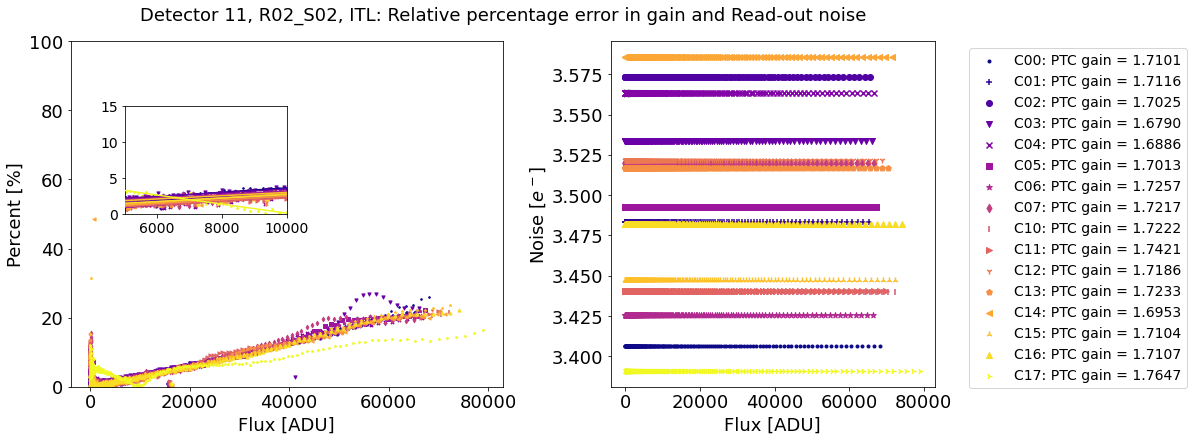 Detector 11, R02_S02, ITL: Relative percentage error in gain and Read-out noise
Percent [%]
100
80
60
40
20
0
15
10
5
0
6000 8000 10000
0 20000 40000 60000 80000
Flux [ADU]
Noise [e⁻]
3.575
3.550
3.525
3.500
3.475
3.450
3.425
3.400
0 20000 40000 60000 80000
Flux [ADU]
C00: PTC gain = 1.7101
C01: PTC gain = 1.7116
C02: PTC gain = 1.7025
C03: PTC gain = 1.6790
C04: PTC gain = 1.6886
C05: PTC gain = 1.7013
C06: PTC gain = 1.7257
C07: PTC gain = 1.7217
C10: PTC gain = 1.7222
C11: PTC gain = 1.7421
C12: PTC gain = 1.7186
C13: PTC gain = 1.7233
C14: PTC gain = 1.6953
C15: PTC gain = 1.7104
C16: PTC gain = 1.7107
C17: PTC gain = 1.7647